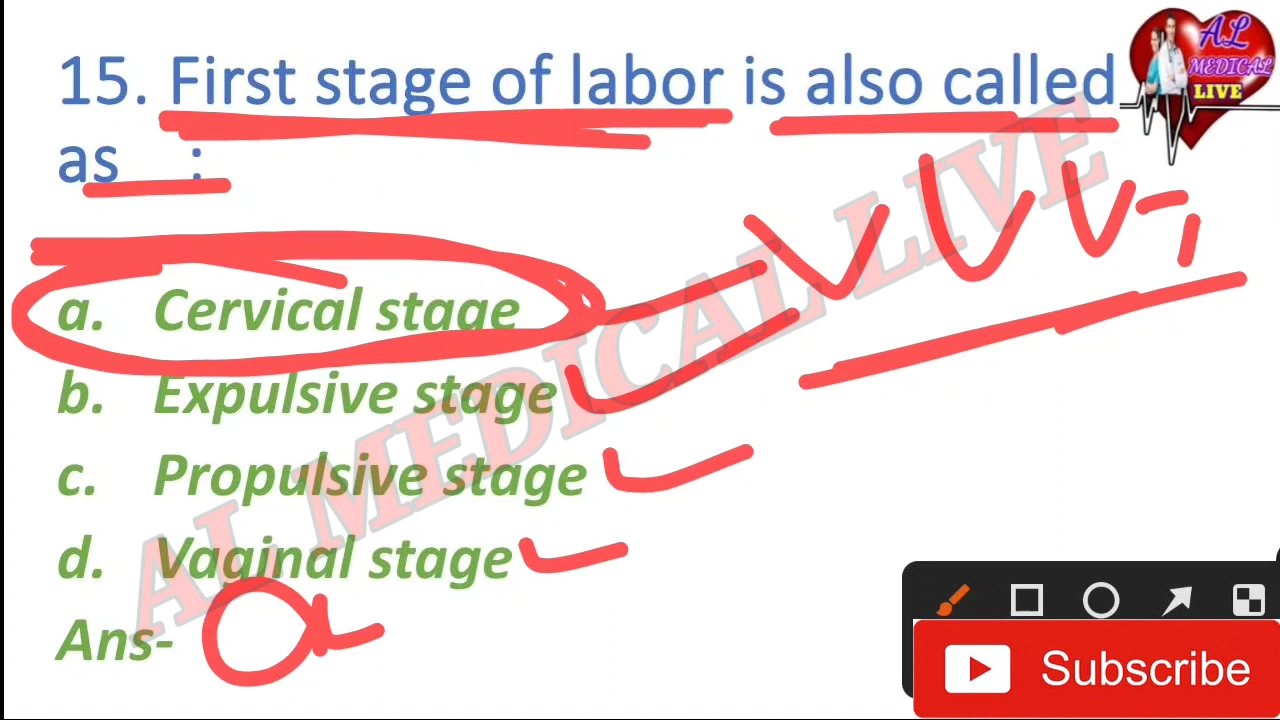 15. First stage of labor is also called
as :
a. Cervical stage
b. Expulsive stage
c. Propulsive stage
d. Vaginal stage
Ans- a
AL MEDICAL LIVE
AL
MEDICAL
LIVE
Subscribe